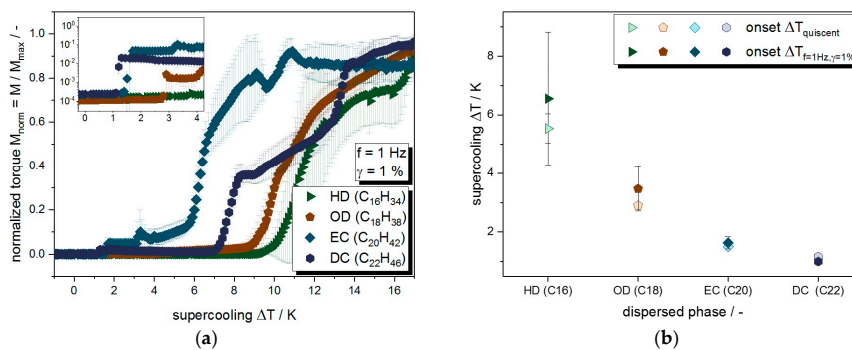 (a)
normalized torque M_norm = M / M_max / -
1.0
0.8
0.6
0.4
0.2
0.0
10⁰
10⁻¹
10⁻²
10⁻³
10⁻⁴
0 1 2 3 4
f = 1 Hz
γ = 1 %
HD (C₁₆H₃₄)
OD (C₁₈H₃₈)
EC (C₂₀H₄₂)
DC (C₂₂H₄₆)
0 2 4 6 8 10 12 14 16
supercooling ΔT / K
supercooling ΔT / K
8
6
4
2
onset ΔT_quiscent
onset ΔT_f=1Hz,γ=1%
HD (C16) OD (C18) EC (C20) DC (C22)
dispersed phase / -
(b)